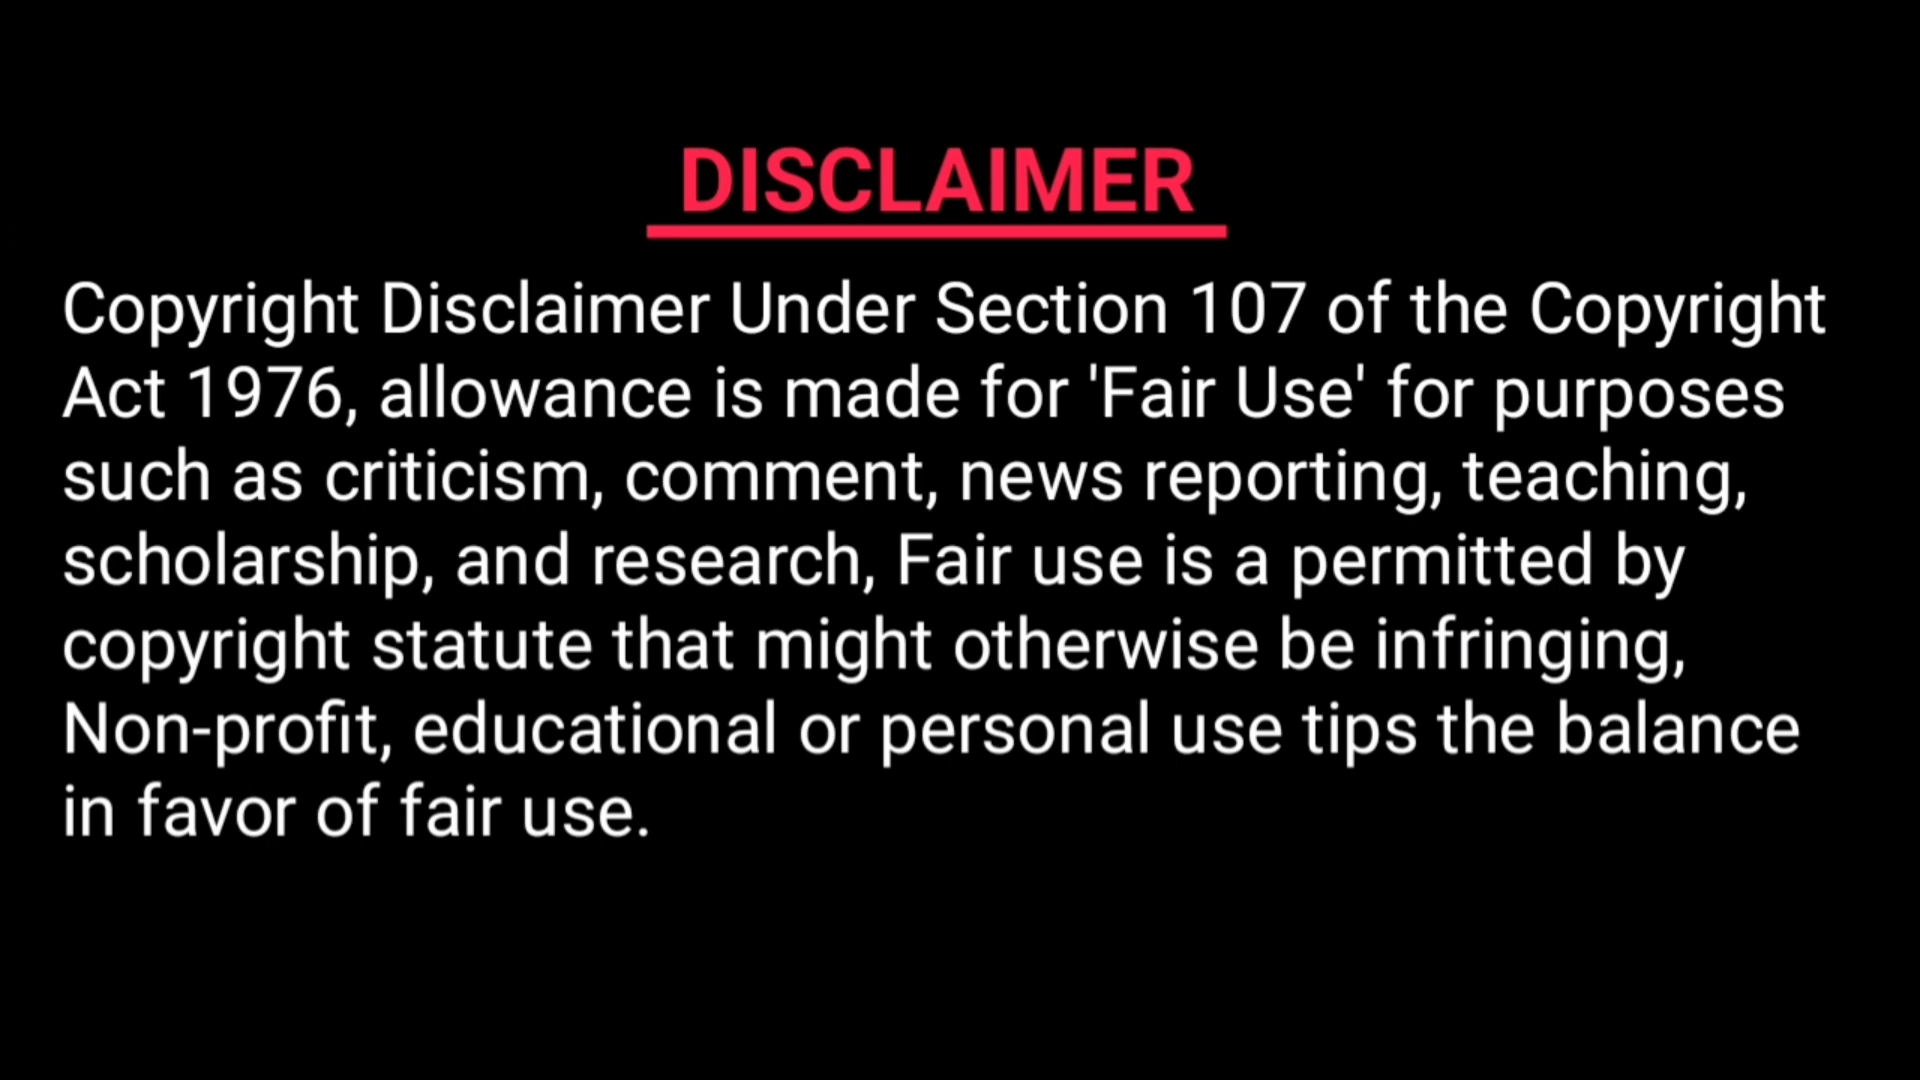 DISCLAIMER
Copyright Disclaimer Under Section 107 of the Copyright
Act 1976, allowance is made for 'Fair Use' for purposes
such as criticism, comment, news reporting, teaching,
scholarship, and research, Fair use is a permitted by
copyright statute that might otherwise be infringing,
Non-profit, educational or personal use tips the balance
in favor of fair use.